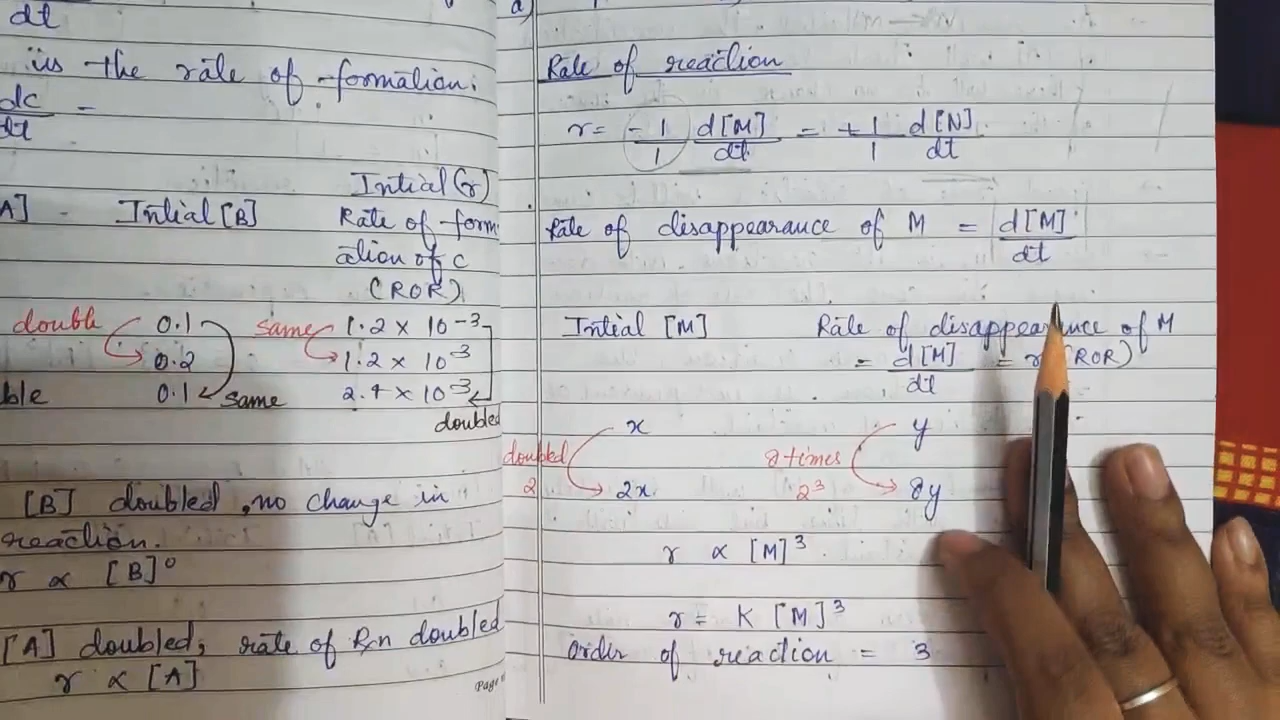 dt
is the rate of formation.
dc =
dt
Intial(r)
A] Intial [B] Rate of form
ation of c
(ROR)
double 0.1 same 1.2 × 10-3
0.2 1.2 × 10-3
ble 0.1 same 2.4 × 10-3
doubled
[B] doubled, no change in
reaction.
r ∝ [B]⁰
[A] doubled; rate of Rxn doubled
r ∝ [A]
Page
a)
Rate of reaction
r = -1/1 d[M]/dt = +1/1 d[N]/dt
Rate of disappearance of M = d[M]/dt
Intial [M] Rate of disappearance of M
= d[M]/dt = r (ROR)
x y
doubled 8 times
2 2x 2³ 8y
r ∝ [M]³
r = K [M]³
order of reaction = 3